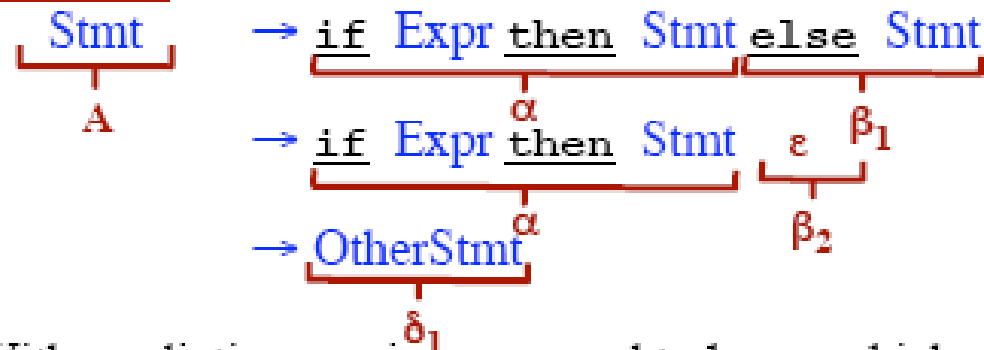 Stmt → if Expr then Stmt else Stmt
A α β1
→ if Expr then Stmt ε
α β2
→ OtherStmt
δ1